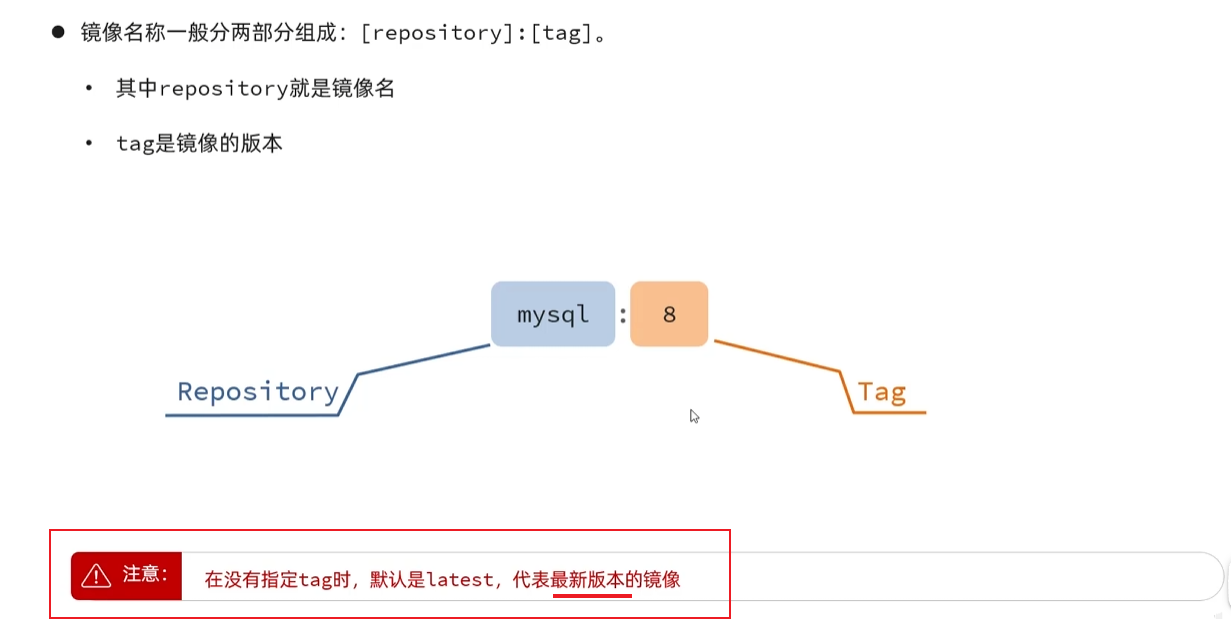 镜像名称一般分两部分组成：[repository]:[tag]。
其中repository就是镜像名
tag是镜像的版本
mysql : 8
Repository
Tag
注意：
在没有指定tag时，默认是latest，代表最新版本的镜像